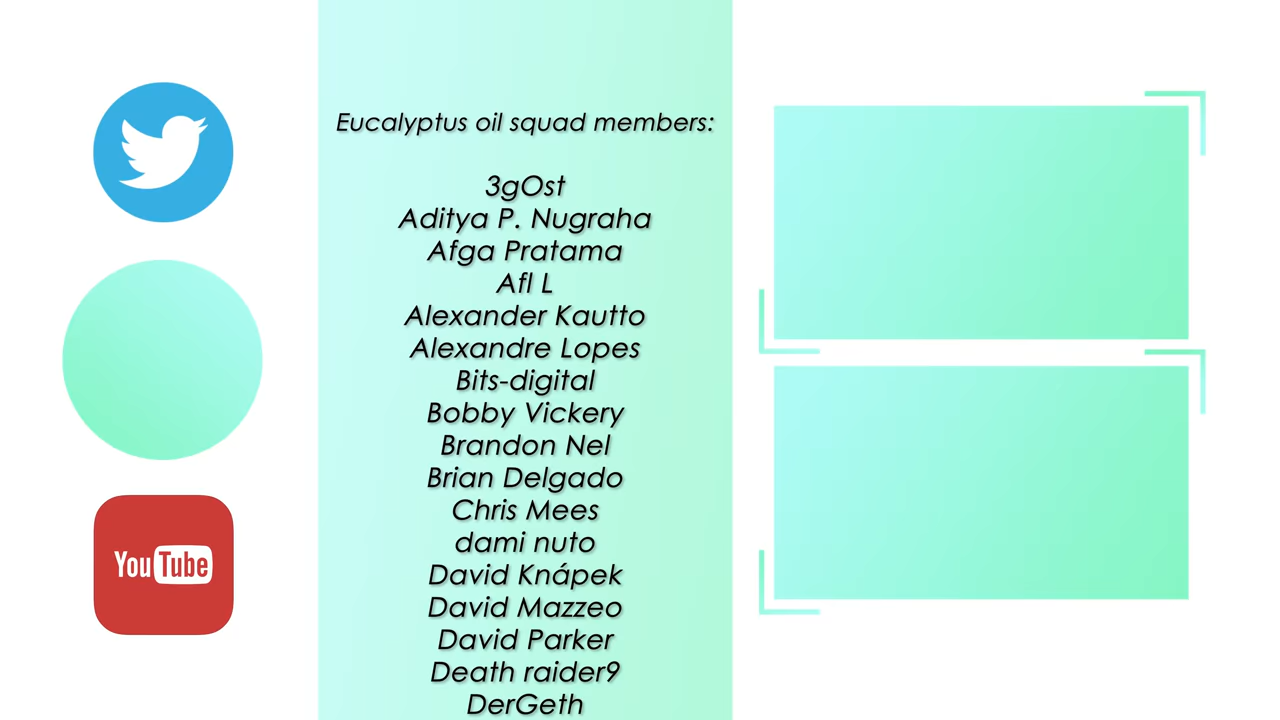 Eucalyptus oil squad members:
3gOst
Aditya P. Nugraha
Afga Pratama
Afl L
Alexander Kautto
Alexandre Lopes
Bits-digital
Bobby Vickery
Brandon Nel
Brian Delgado
Chris Mees
dami nuto
David Knápek
David Mazzeo
David Parker
Death raider9
DerGeth
YouTube